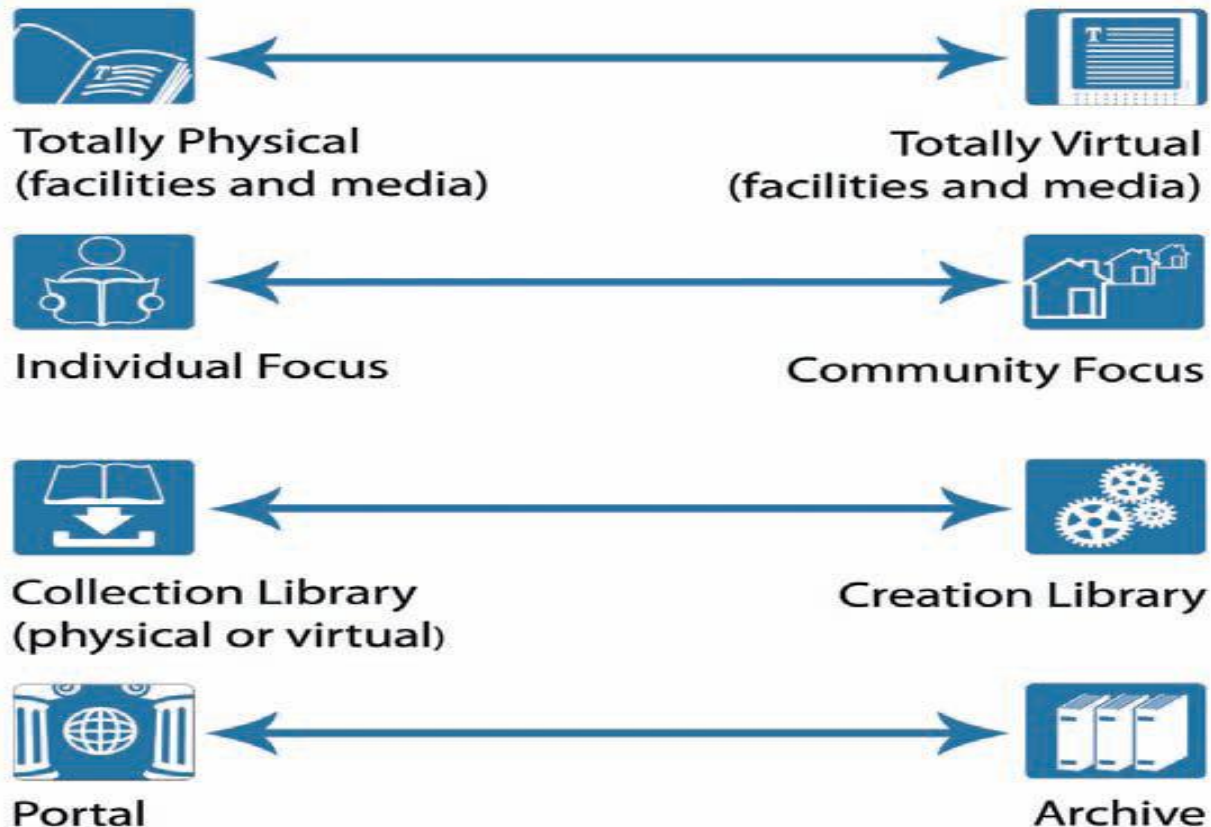 T
T
Totally Physical
(facilities and media)
Totally Virtual
(facilities and media)
Individual Focus
Community Focus
Collection Library
(physical or virtual)
Creation Library
Portal
Archive